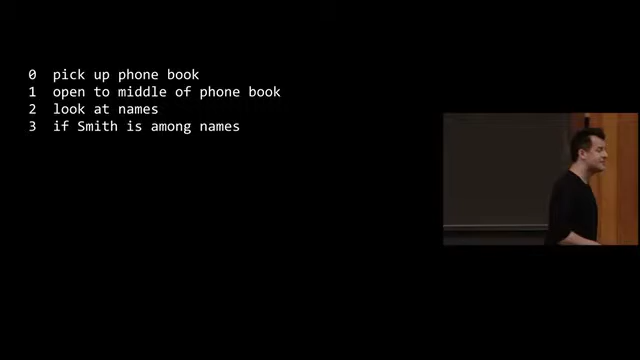 0 pick up phone book
1 open to middle of phone book
2 look at names
3 if Smith is among names